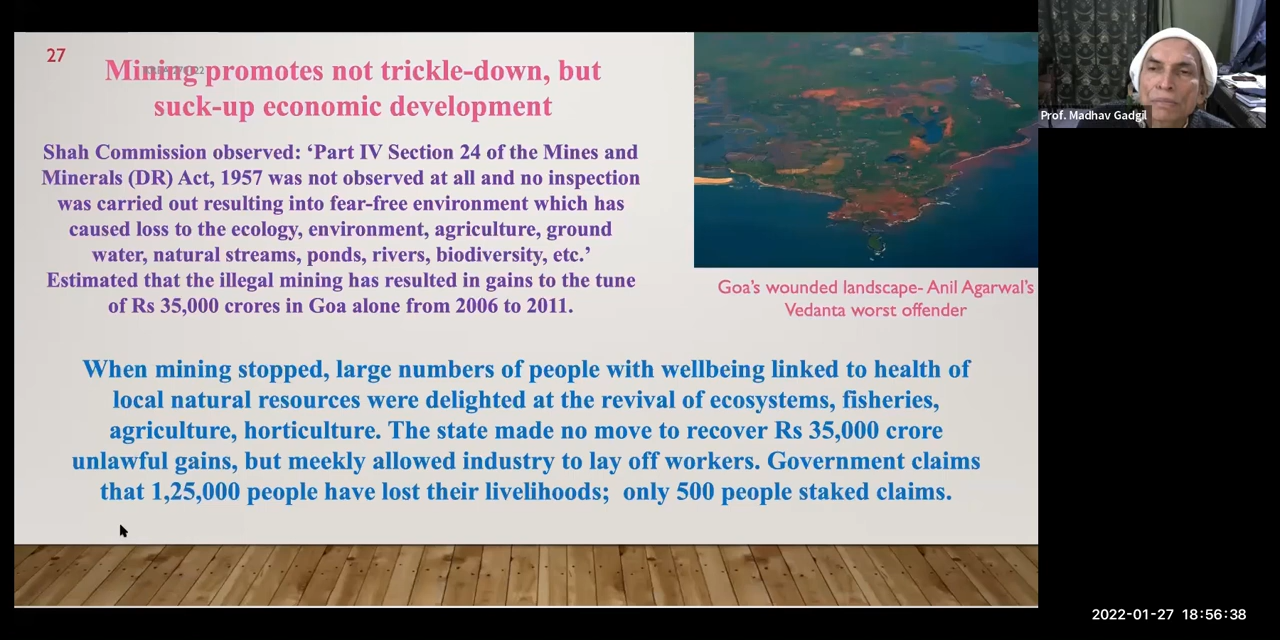 27
Mining promotes not trickle-down, but
suck-up economic development
Shah Commission observed: ‘Part IV Section 24 of the Mines and
Minerals (DR) Act, 1957 was not observed at all and no inspection
was carried out resulting into fear-free environment which has
caused loss to the ecology, environment, agriculture, ground
water, natural streams, ponds, rivers, biodiversity, etc.’
Estimated that the illegal mining has resulted in gains to the tune
of Rs 35,000 crores in Goa alone from 2006 to 2011.
Goa’s wounded landscape- Anil Agarwal’s
Vedanta worst offender
When mining stopped, large numbers of people with wellbeing linked to health of
local natural resources were delighted at the revival of ecosystems, fisheries,
agriculture, horticulture. The state made no move to recover Rs 35,000 crore
unlawful gains, but meekly allowed industry to lay off workers. Government claims
that 1,25,000 people have lost their livelihoods;  only 500 people staked claims.
Prof. Madhav Gadgil
2022-01-27 18:56:38